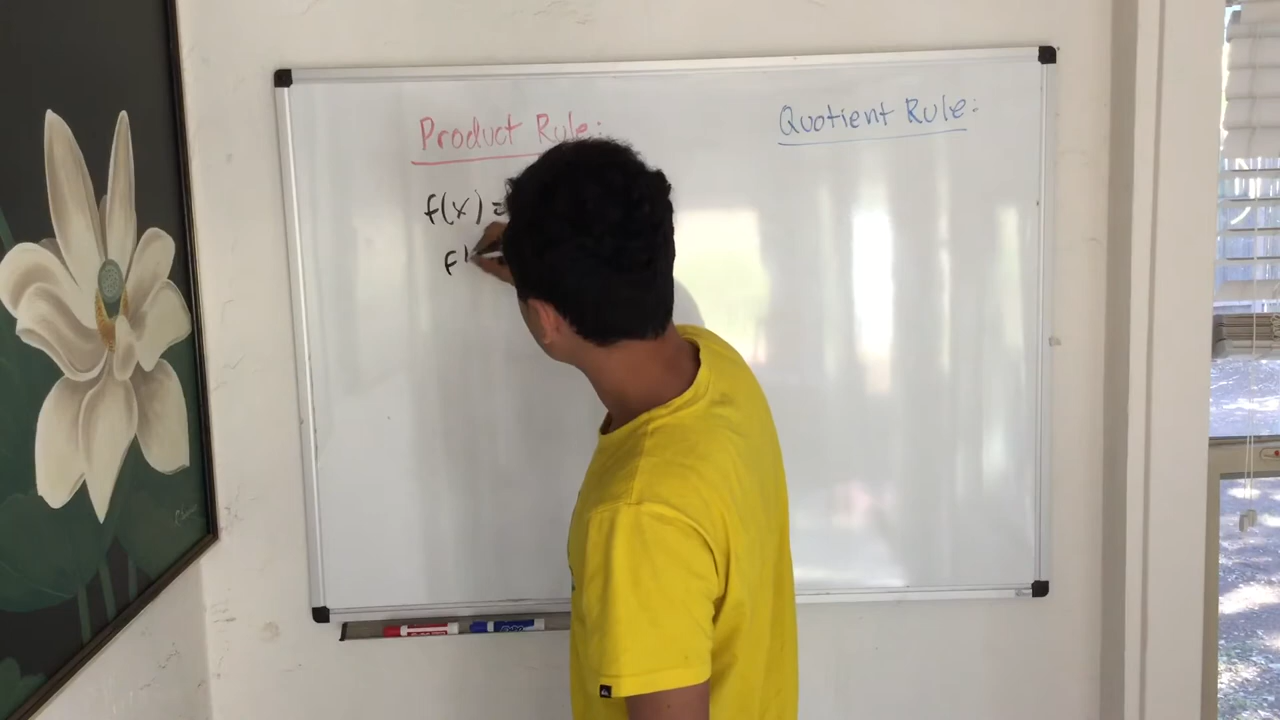 Product Rule:
Quotient Rule:
f(x) =
f'